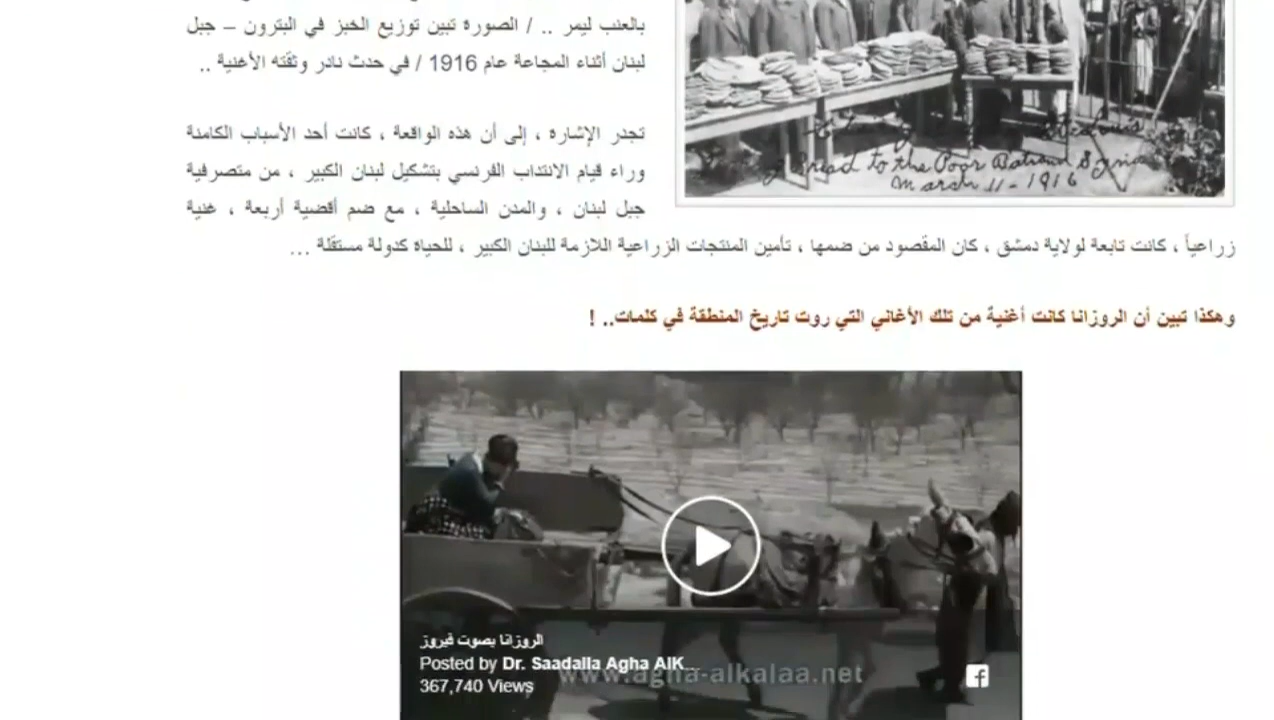 بالعنب ليمر .. / الصورة تبين توزيع الخبز في البترون – جبل
لبنان أثناء المجاعة عام 1916 / في حدث نادر وثقته الأغنية ..
تجدر الإشارة ، إلى أن هذه الواقعة ، كانت أحد الأسباب الكامنة
وراء قيام الانتداب الفرنسي بتشكيل لبنان الكبير ، من متصرفية
جبل لبنان ، والمدن الساحلية ، مع ضم أقضية أربعة ، غنية
زراعياً ، كانت تابعة لولاية دمشق ، كان المقصود من ضمها ، تأمين المنتجات الزراعية اللازمة للبنان الكبير ، للحياة كدولة مستقلة ...
Bread to the Poor Batroun Syria
March 11 - 1916
وهكذا تبين أن الروزانا كانت أغنية من تلك الأغاني التي روت تاريخ المنطقة في كلمات.. !
الروزانا بصوت فيروز
Posted by Dr. Saadalla Agha AlK...
www.agha-alkalaa.net
367,740 Views